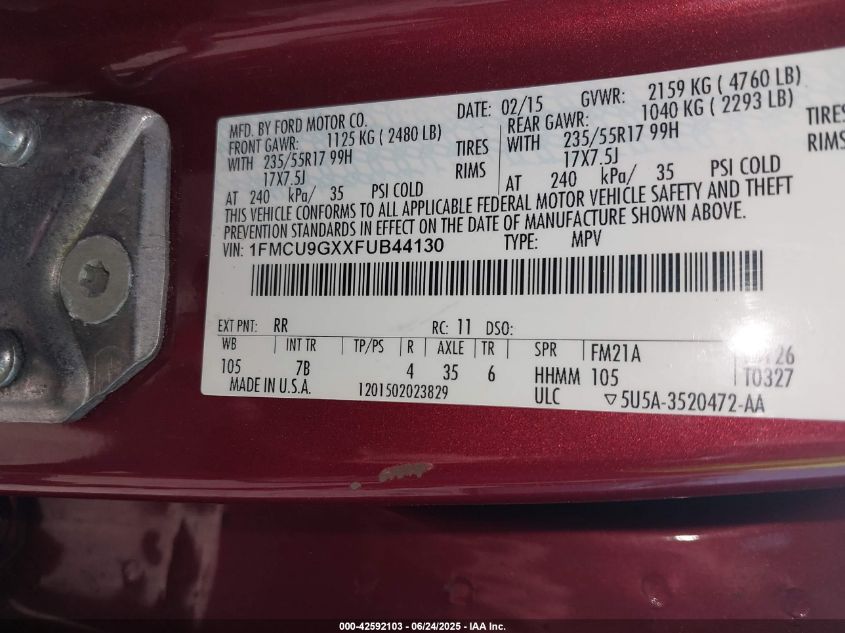 MFD. BY FORD MOTOR CO. DATE: 02/15 GVWR: 2159 KG ( 4760 LB)
FRONT GAWR: 1125 KG ( 2480 LB) REAR GAWR: 1040 KG ( 2293 LB)
WITH 235/55R17 99H TIRES WITH 235/55R17 99H TIRES
17X7.5J RIMS 17X7.5J RIMS
AT 240 kPa/ 35 PSI COLD AT 240 kPa/ 35 PSI COLD
THIS VEHICLE CONFORMS TO ALL APPLICABLE FEDERAL MOTOR VEHICLE SAFETY AND THEFT
PREVENTION STANDARDS IN EFFECT ON THE DATE OF MANUFACTURE SHOWN ABOVE.
VIN: 1FMCU9GXXFUB44130 TYPE: MPV
EXT PNT: RR RC: 11 DSO:
WB INT TR TP/PS R AXLE TR SPR FM21A 26
105 7B 4 35 6 HHMM 105 T0327
MADE IN U.S.A. 1201502023829 ULC ▽5U5A-3520472-AA
000-42592103 - 06/24/2025 - IAA Inc.